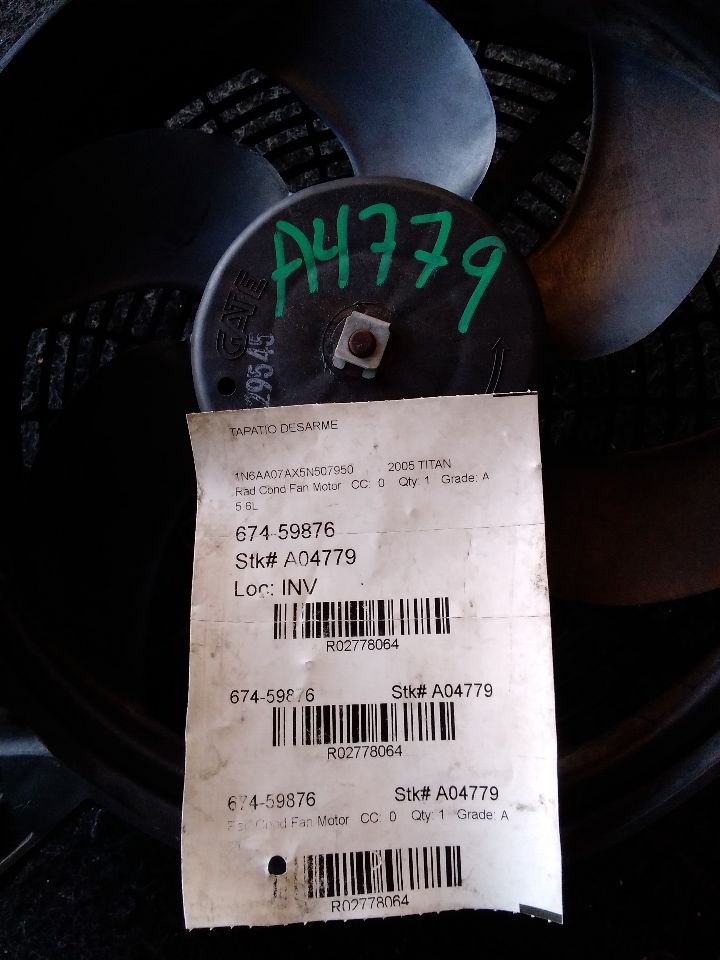 A4779
GATE
29545
TAPATIO DESARME
1N6AA07AX5N507950 2005 TITAN
Rad Cond Fan Motor CC: 0 Qty: 1 Grade: A
5.6L
674-59876
Stk# A04779
Loc: INV
R02778064
674-59876 Stk# A04779
R02778064
674-59876 Stk# A04779
Rad Cond Fan Motor CC: 0 Qty: 1 Grade: A
R02778064